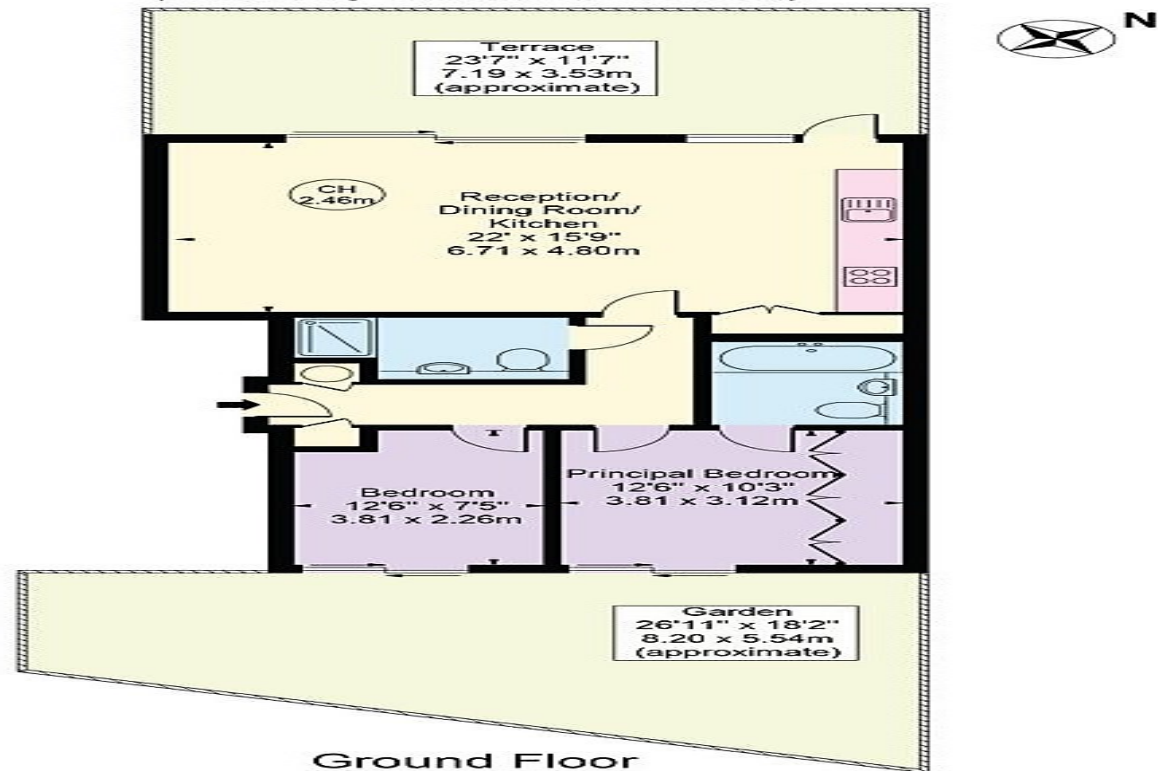 N
Terrace
23'7" x 11'7"
7.19 x 3.53m
(approximate)
CH
2.46m
Reception/
Dining Room/
Kitchen
22' x 15'9"
6.71 x 4.80m
Principal Bedroom
12'6" x 10'3"
3.81 x 3.12m
Bedroom
12'6" x 7'5"
3.81 x 2.26m
Garden
26'11" x 18'2"
8.20 x 5.54m
(approximate)
Ground Floor